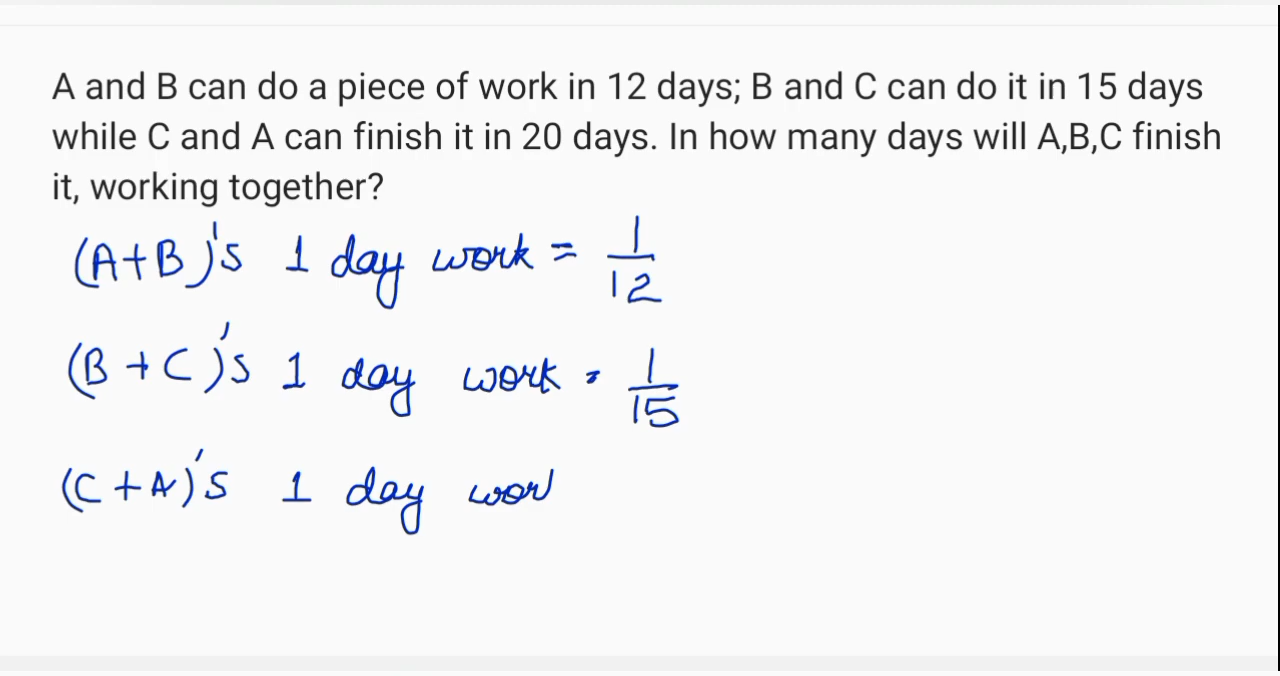 A and B can do a piece of work in 12 days; B and C can do it in 15 days
while C and A can finish it in 20 days. In how many days will A,B,C finish
it, working together?
(A+B)'s 1 day work = 1/12
(B+C)'s 1 day work = 1/15
(C+A)'s 1 day wor